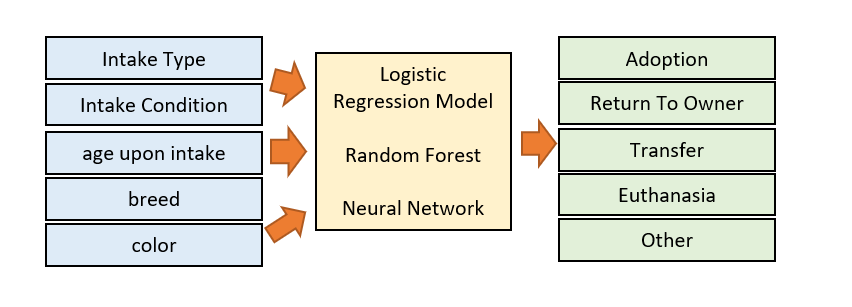 Intake Type
Intake Condition
age upon intake
breed
color
Logistic
Regression Model
Random Forest
Neural Network
Adoption
Return To Owner
Transfer
Euthanasia
Other